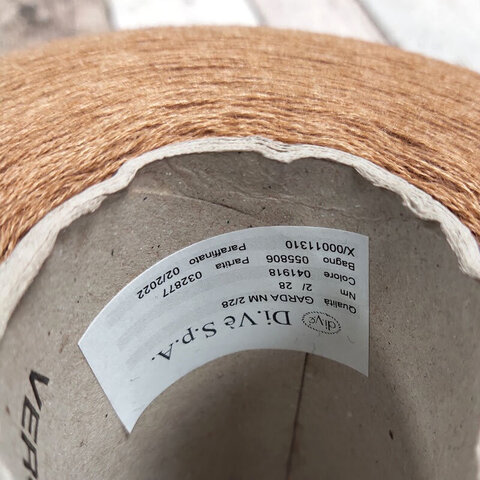 divè
Di.Vè S.p.A.
Qualità GARDA NM 2/28
Nm 2/ 28
Colore 041918
Bagno 055806 Partita 032877
X/00011310 Paraffinato 02/2022
VER